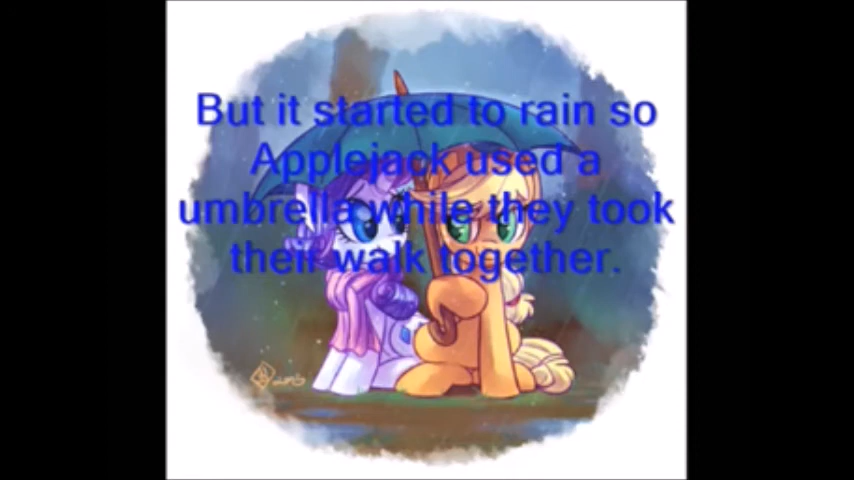 But it started to rain so
Applejack used a
umbrella while they took
their walk together.